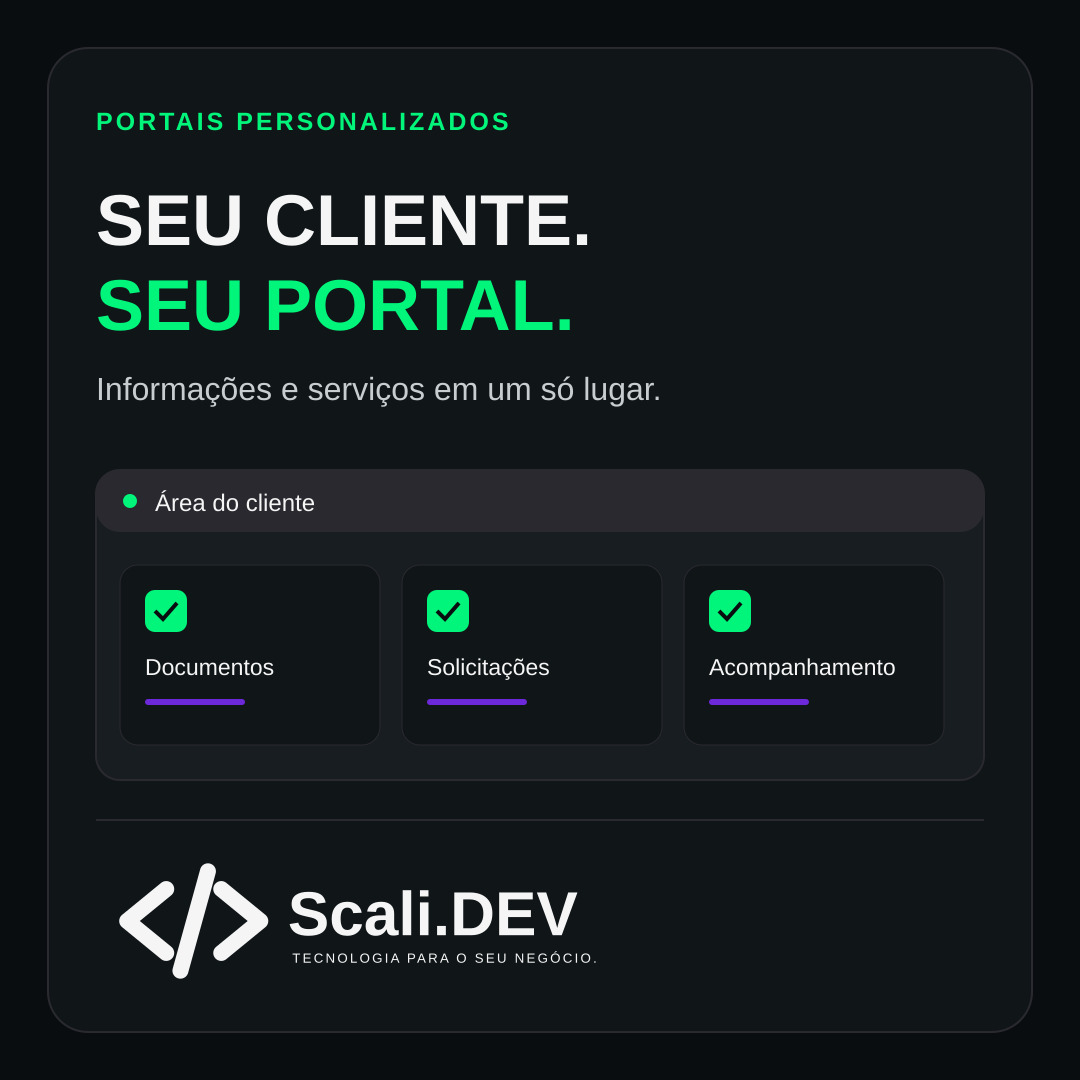 PORTAIS PERSONALIZADOS
SEU CLIENTE.
SEU PORTAL.
Informações e serviços em um só lugar.
Área do cliente
Documentos
Solicitações
Acompanhamento
Scali.DEV
TECNOLOGIA PARA O SEU NEGÓCIO.